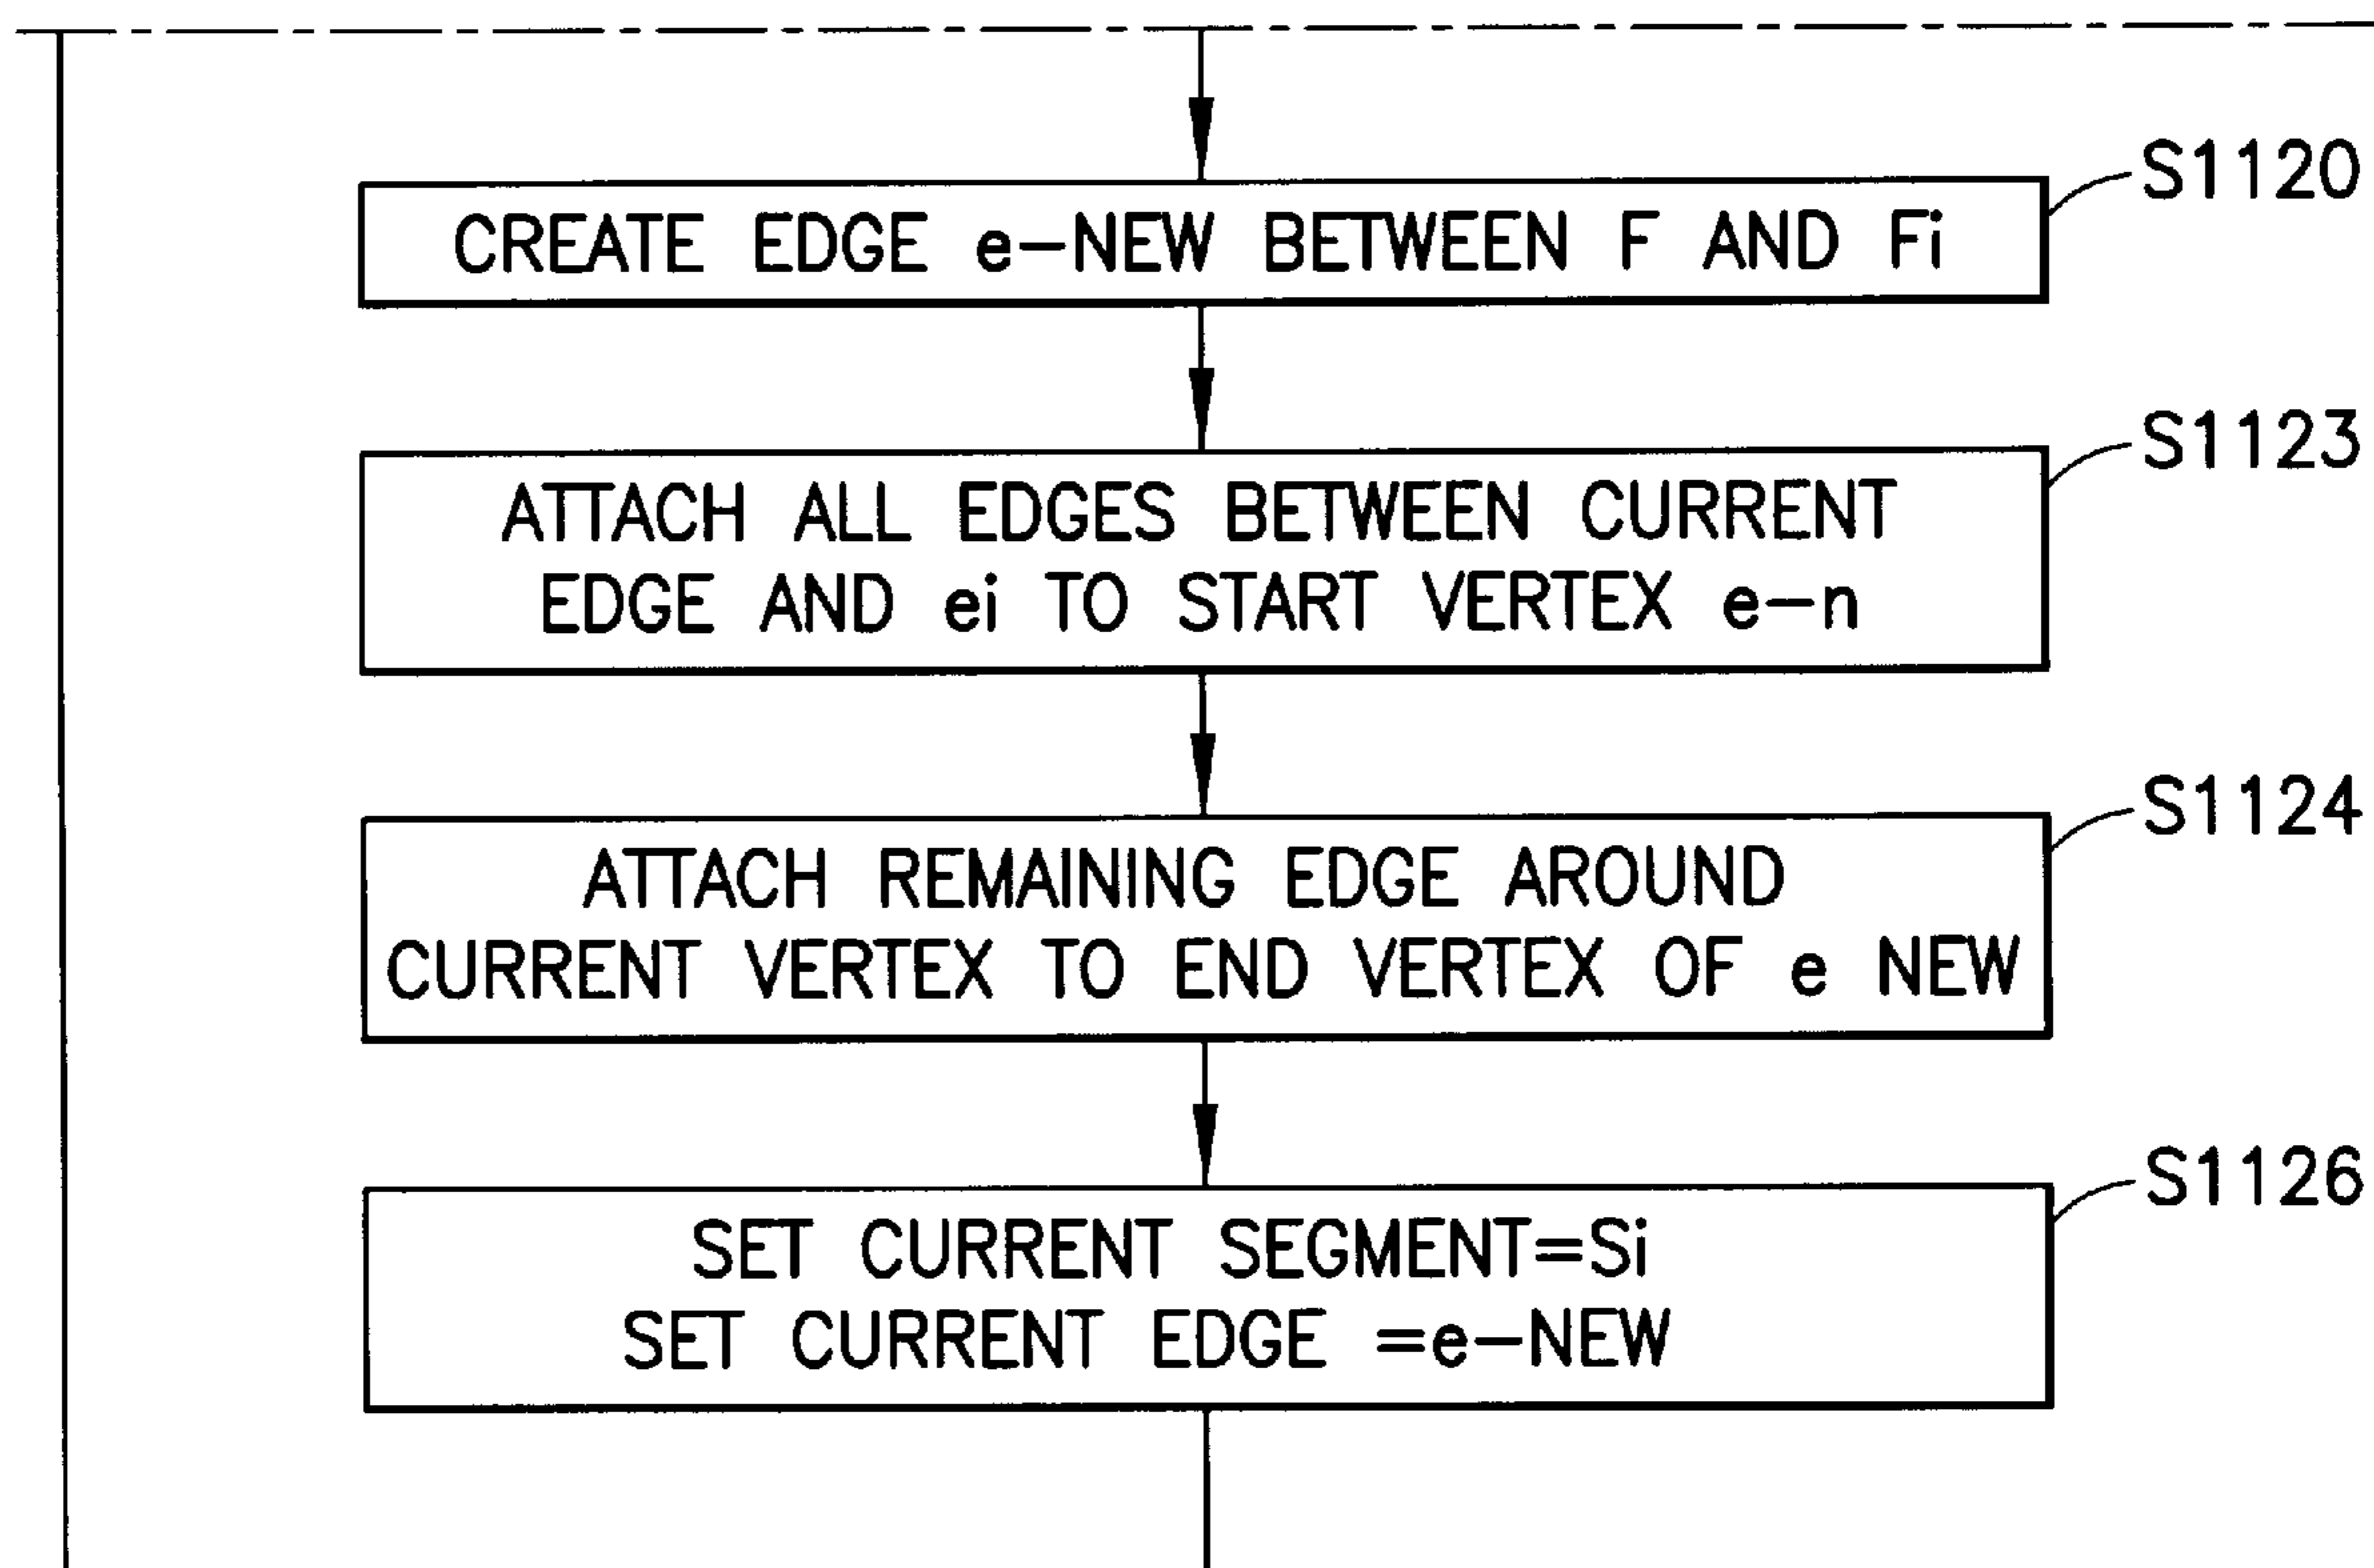 S1120
CREATE EDGE e-NEW BETWEEN F AND Fi
S1123
ATTACH ALL EDGES BETWEEN CURRENT
EDGE AND ei TO START VERTEX e-n
S1124
ATTACH REMAINING EDGE AROUND
CURRENT VERTEX TO END VERTEX OF e NEW
S1126
SET CURRENT SEGMENT=Si
SET CURRENT EDGE =e-NEW